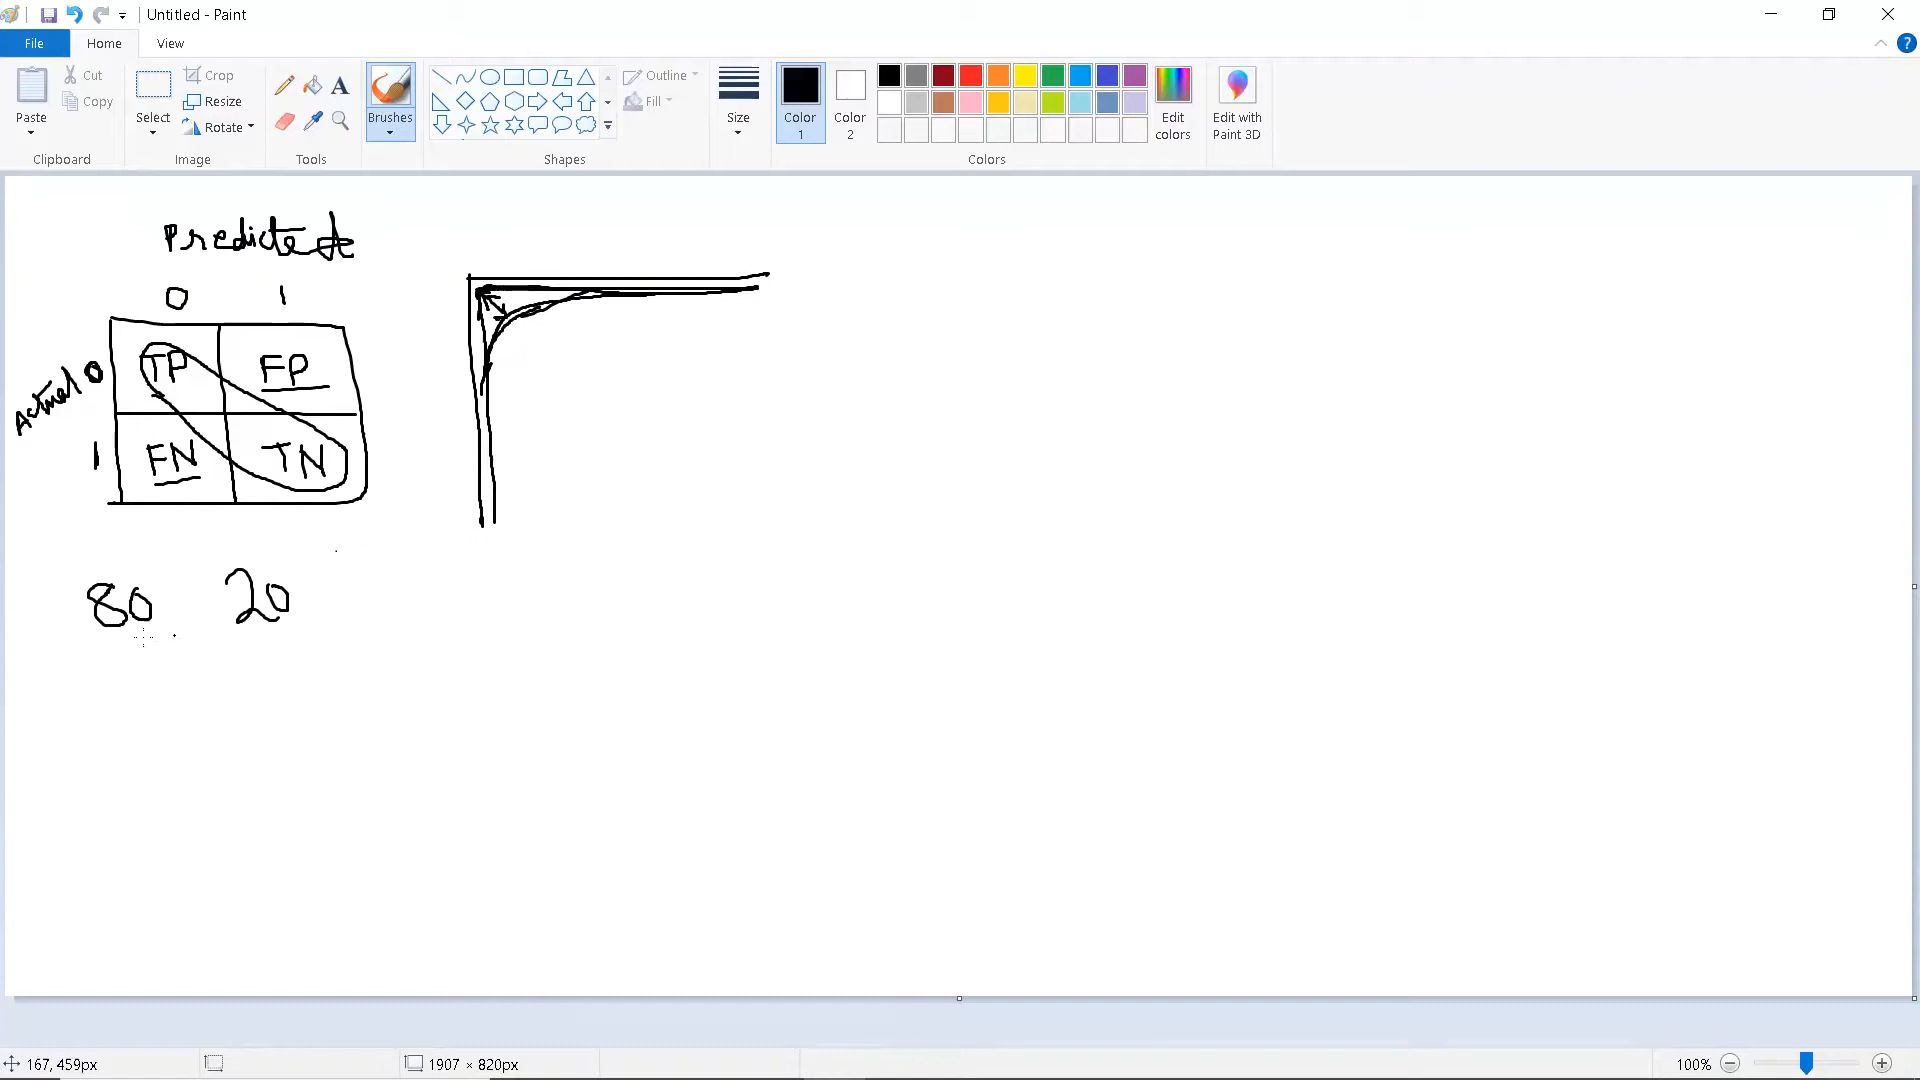 Untitled - Paint
File Home View
Paste Cut Copy Clipboard
Select Crop Resize Rotate Image
Tools
Brushes
Shapes Outline Fill
Size
Color 1 Color 2
Edit colors
Colors
Edit with Paint 3D
Predicted
0 1
Actual 0 TP FP
1 FN TN
80 20
167, 459px 1907 × 820px 100%